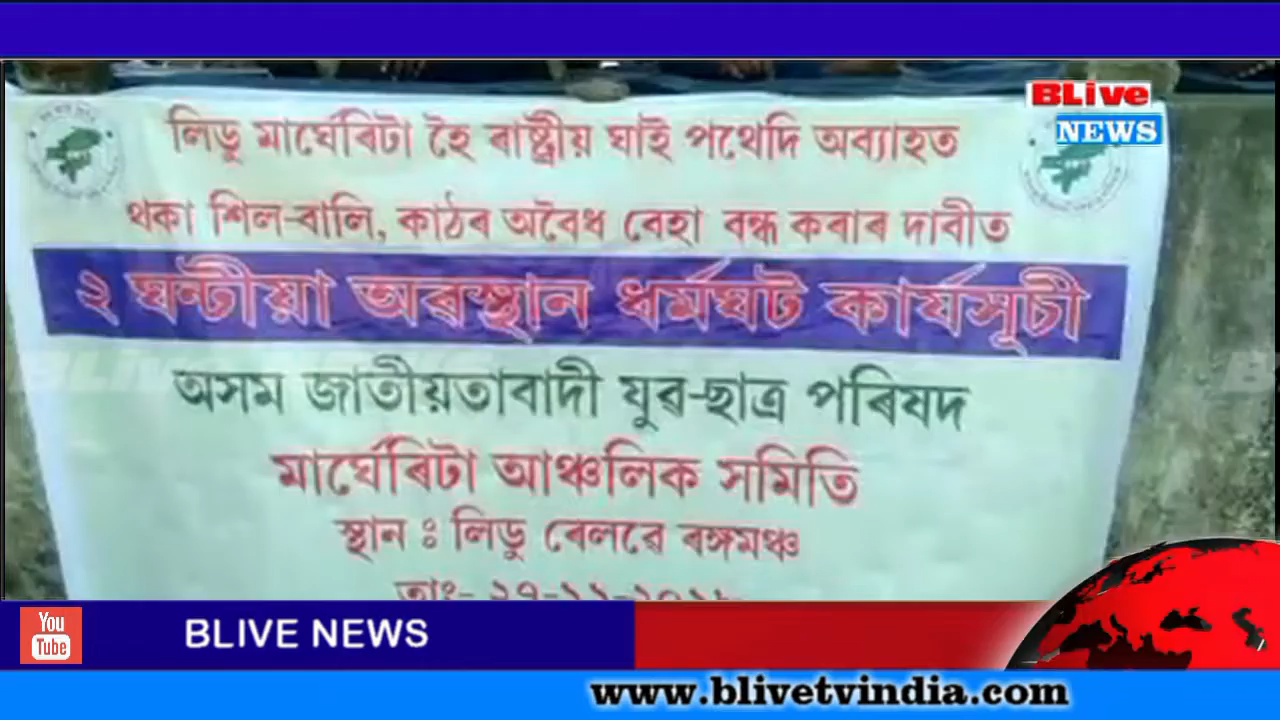 BLive
NEWS
লিডু মাৰ্ঘেৰিটা হৈ ৰাষ্ট্ৰীয় ঘাই পথেদি অব্যাহত
থকা শিল-বালি, কাঠৰ অবৈধ বেহা বন্ধ কৰাৰ দাবীত
২ ঘন্টীয়া অৱস্থান ধৰ্মঘট কাৰ্যসূচী
অসম জাতীয়তাবাদী যুৱ-ছাত্ৰ পৰিষদ
মাৰ্ঘেৰিটা আঞ্চলিক সমিতি
স্থান ঃ লিডু ৰেলৱে ৰঙ্গমঞ্চ
তাং-
You
Tube
BLIVE NEWS
www.blivetvindia.com